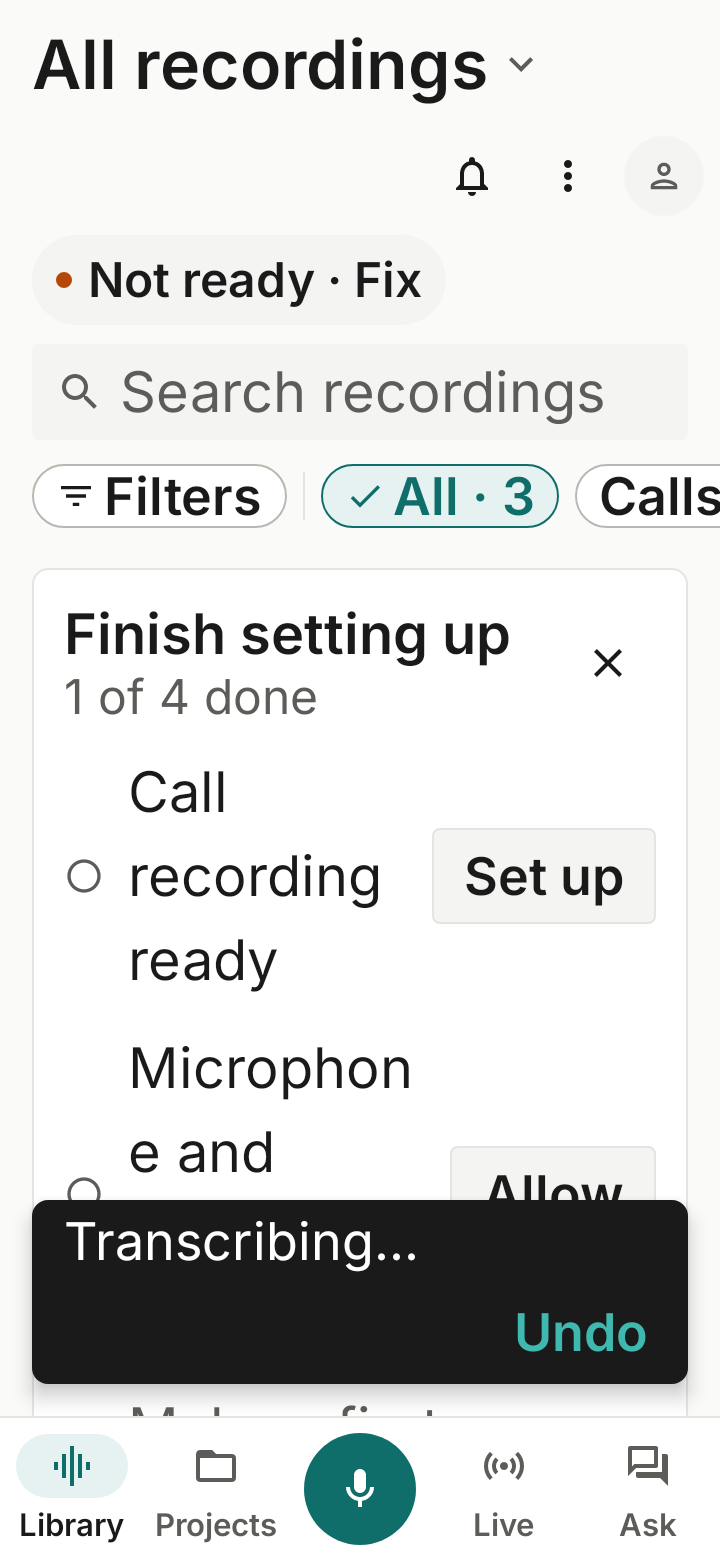 All recordings
Not ready · Fix
Search recordings
Filters
All · 3
Calls
Finish setting up
1 of 4 done
Call
recording
ready
Set up
Microphon
e and
Allow
Transcribing...
Undo
Library
Projects
Live
Ask